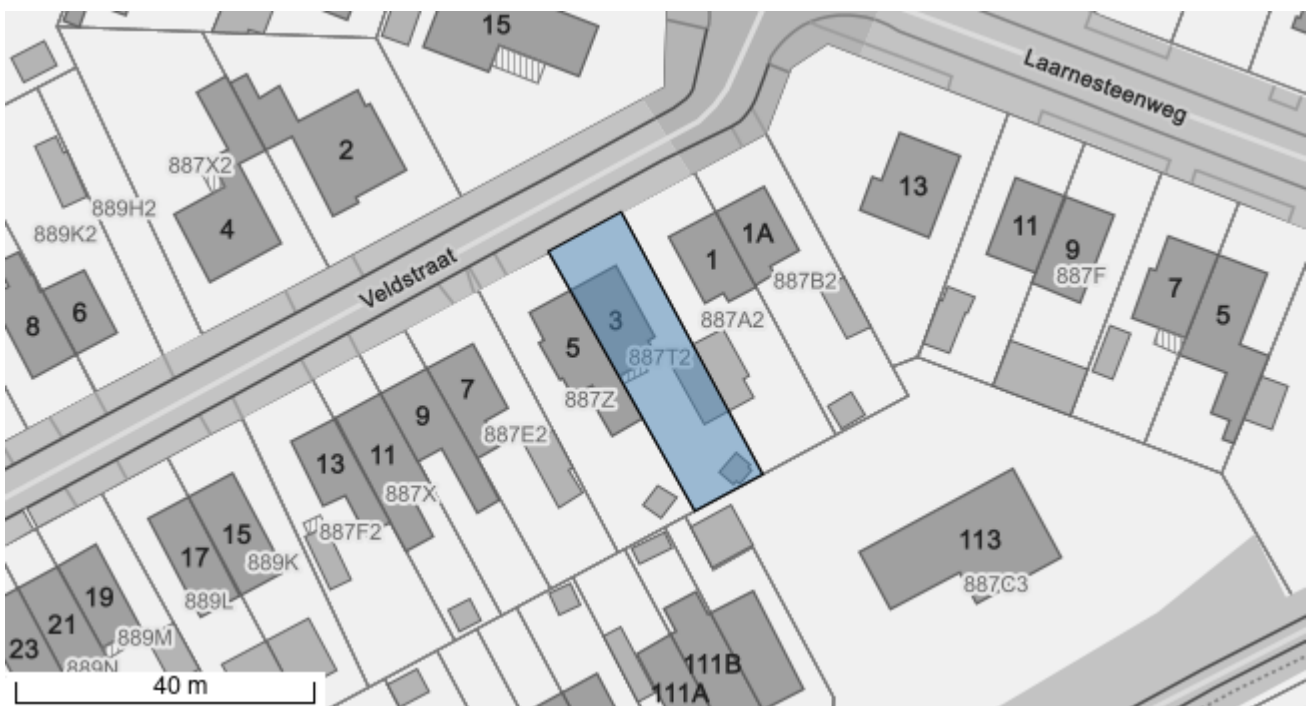 15
Laarnesteenweg
2
887X2
13
889H2
4
1A
11
889K2
1
9
Veldstraat
887B2
887F
7
8
6
3
887A2
5
5
887T2
7
887Z
9
887E2
13
11
887X
15
887F2
113
17
889K
887C3
889L
19
21
889M
23
889N
111B
40 m
111A